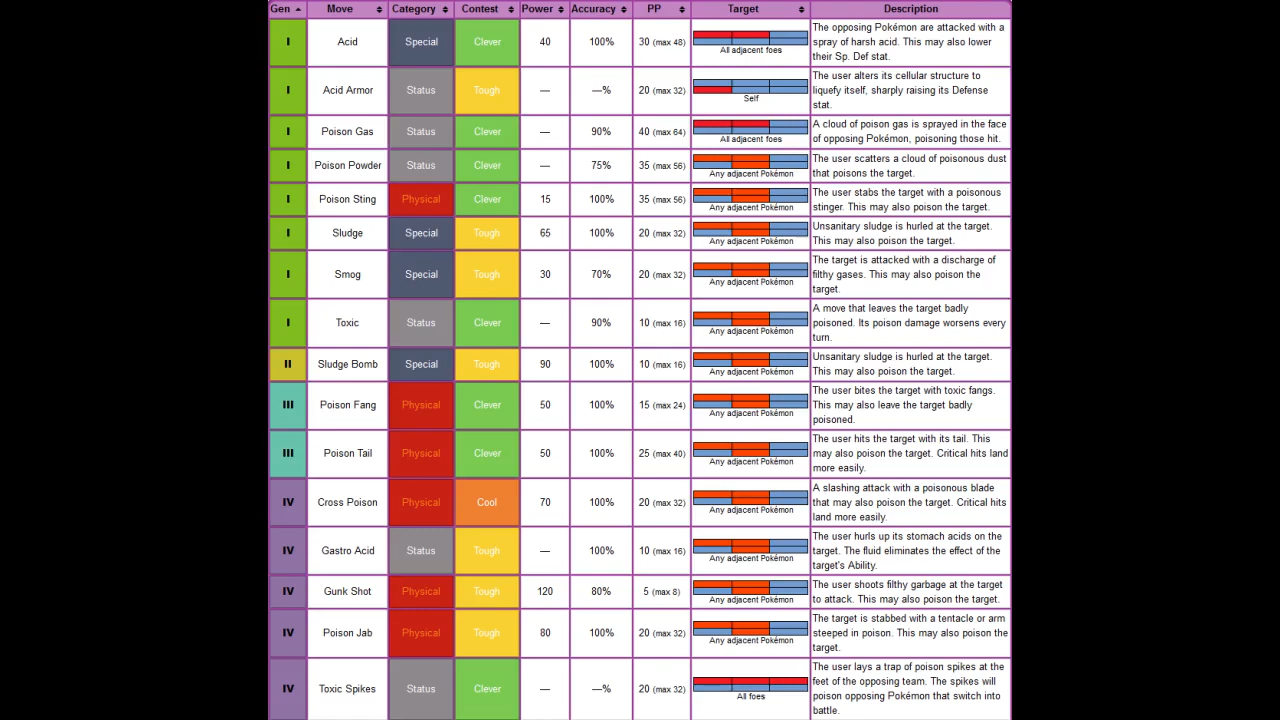 Gen Move Category Contest Power Accuracy PP Target Description
I Acid Special Clever 40 100% 30 (max 48) All adjacent foes The opposing Pokémon are attacked with a
spray of harsh acid. This may also lower
their Sp. Def stat.
I Acid Armor Status Tough — —% 20 (max 32) Self The user alters its cellular structure to
liquefy itself, sharply raising its Defense
stat.
I Poison Gas Status Clever — 90% 40 (max 64) All adjacent foes A cloud of poison gas is sprayed in the face
of opposing Pokémon, poisoning those hit.
I Poison Powder Status Clever — 75% 35 (max 56) Any adjacent Pokémon The user scatters a cloud of poisonous dust
that poisons the target.
I Poison Sting Physical Clever 15 100% 35 (max 56) Any adjacent Pokémon The user stabs the target with a poisonous
stinger. This may also poison the target.
I Sludge Special Tough 65 100% 20 (max 32) Any adjacent Pokémon Unsanitary sludge is hurled at the target.
This may also poison the target.
I Smog Special Tough 30 70% 20 (max 32) Any adjacent Pokémon The target is attacked with a discharge of
filthy gases. This may also poison the
target.
I Toxic Status Clever — 90% 10 (max 16) Any adjacent Pokémon A move that leaves the target badly
poisoned. Its poison damage worsens every
turn.
II Sludge Bomb Special Tough 90 100% 10 (max 16) Any adjacent Pokémon Unsanitary sludge is hurled at the target.
This may also poison the target.
III Poison Fang Physical Clever 50 100% 15 (max 24) Any adjacent Pokémon The user bites the target with toxic fangs.
This may also leave the target badly
poisoned.
III Poison Tail Physical Clever 50 100% 25 (max 40) Any adjacent Pokémon The user hits the target with its tail. This
may also poison the target. Critical hits land
more easily.
IV Cross Poison Physical Cool 70 100% 20 (max 32) Any adjacent Pokémon A slashing attack with a poisonous blade
that may also poison the target. Critical hits
land more easily.
IV Gastro Acid Status Tough — 100% 10 (max 16) Any adjacent Pokémon The user hurls up its stomach acids on the
target. The fluid eliminates the effect of the
target's Ability.
IV Gunk Shot Physical Tough 120 80% 5 (max 8) Any adjacent Pokémon The user shoots filthy garbage at the target
to attack. This may also poison the target.
IV Poison Jab Physical Tough 80 100% 20 (max 32) Any adjacent Pokémon The target is stabbed with a tentacle or arm
steeped in poison. This may also poison the
target.
IV Toxic Spikes Status Clever — —% 20 (max 32) All foes The user lays a trap of poison spikes at the
feet of the opposing team. The spikes will
poison opposing Pokémon that switch into
battle.